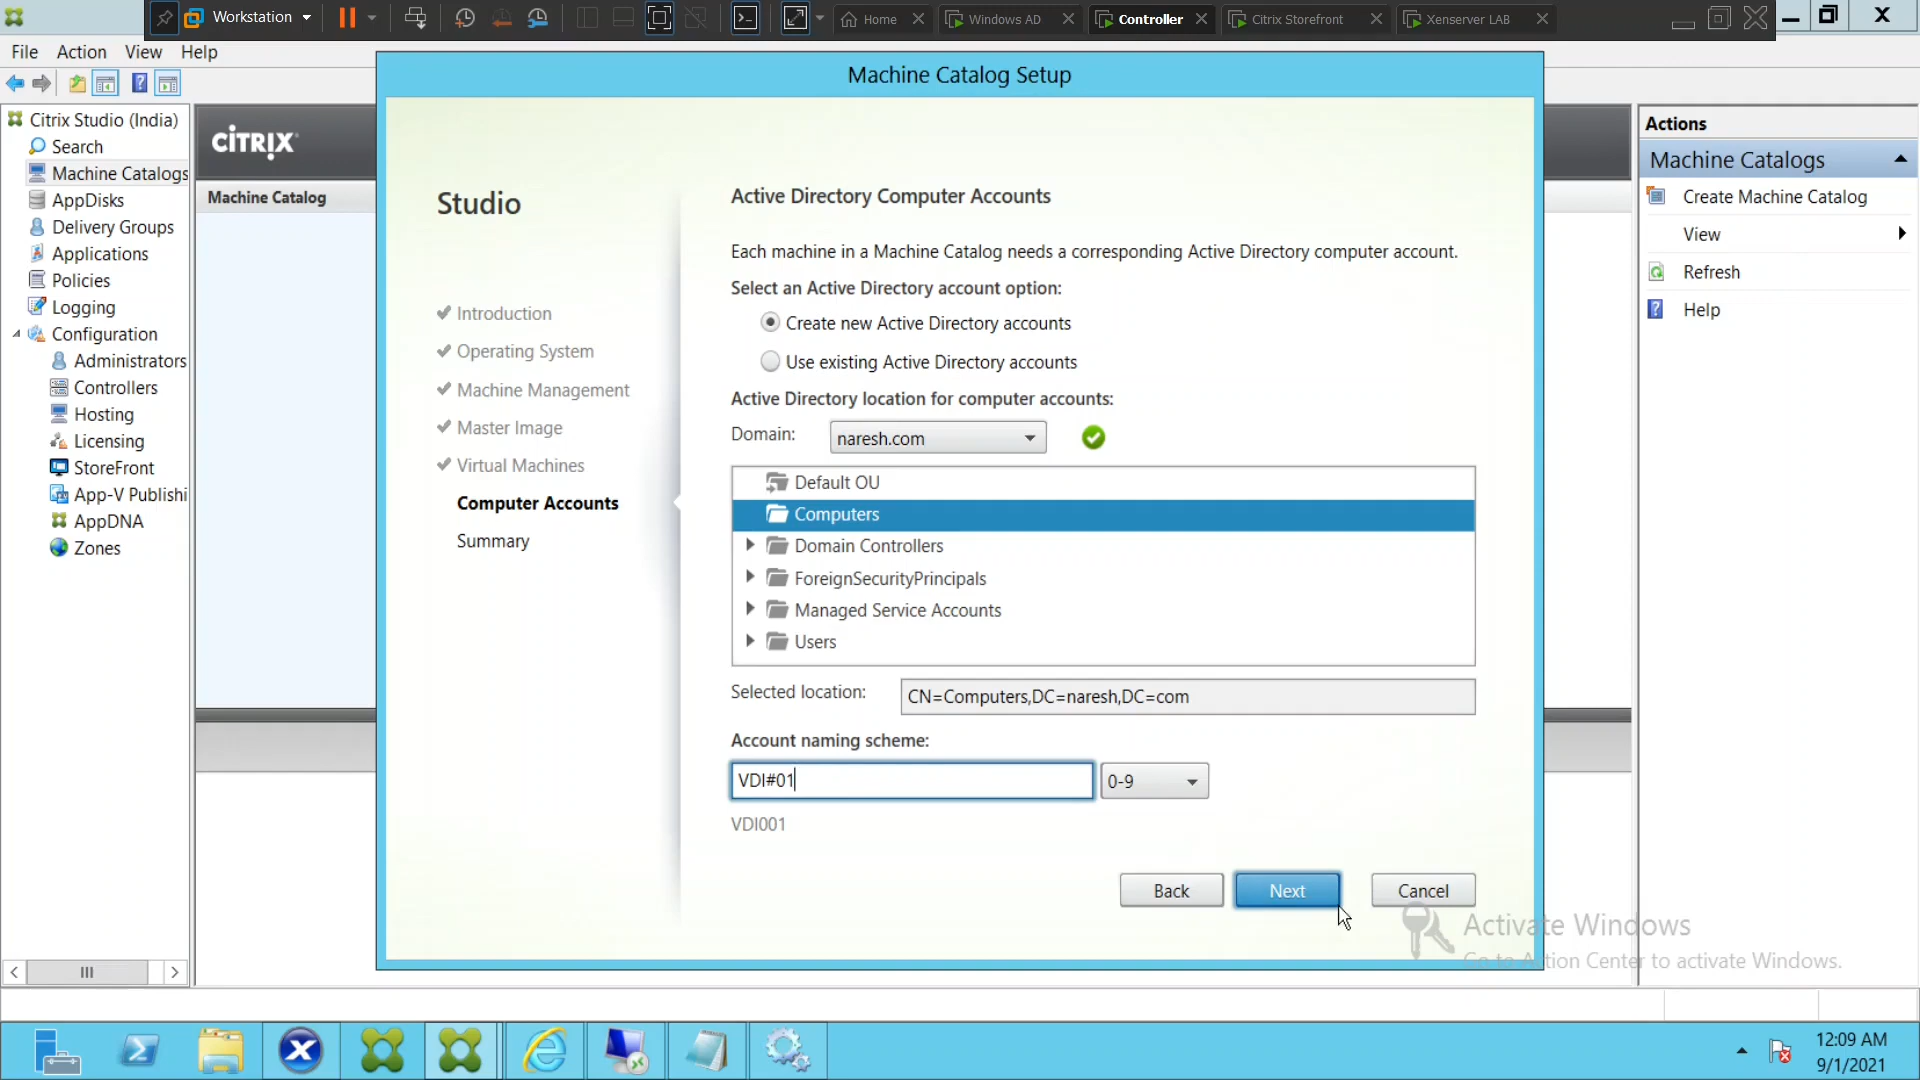 Workstation
Home
Windows AD
Controller
Citrix Storefront
Xenserver LAB
File Action View Help
Citrix Studio (India)
Search
Machine Catalogs
AppDisks
Delivery Groups
Applications
Policies
Logging
Configuration
Administrators
Controllers
Hosting
Licensing
StoreFront
App-V Publishi
AppDNA
Zones
CİTRIX
Machine Catalog
Machine Catalog Setup
Studio
Introduction
Operating System
Machine Management
Master Image
Virtual Machines
Computer Accounts
Summary
Active Directory Computer Accounts
Each machine in a Machine Catalog needs a corresponding Active Directory computer account.
Select an Active Directory account option:
Create new Active Directory accounts
Use existing Active Directory accounts
Active Directory location for computer accounts:
Domain: naresh.com
Default OU
Computers
Domain Controllers
ForeignSecurityPrincipals
Managed Service Accounts
Users
Selected location: CN=Computers,DC=naresh,DC=com
Account naming scheme:
VDI#01 0-9
VDI001
Back Next Cancel
Actions
Machine Catalogs
Create Machine Catalog
View
Refresh
Help
Activate Windows
Go to Action Center to activate Windows.
12:09 AM
9/1/2021